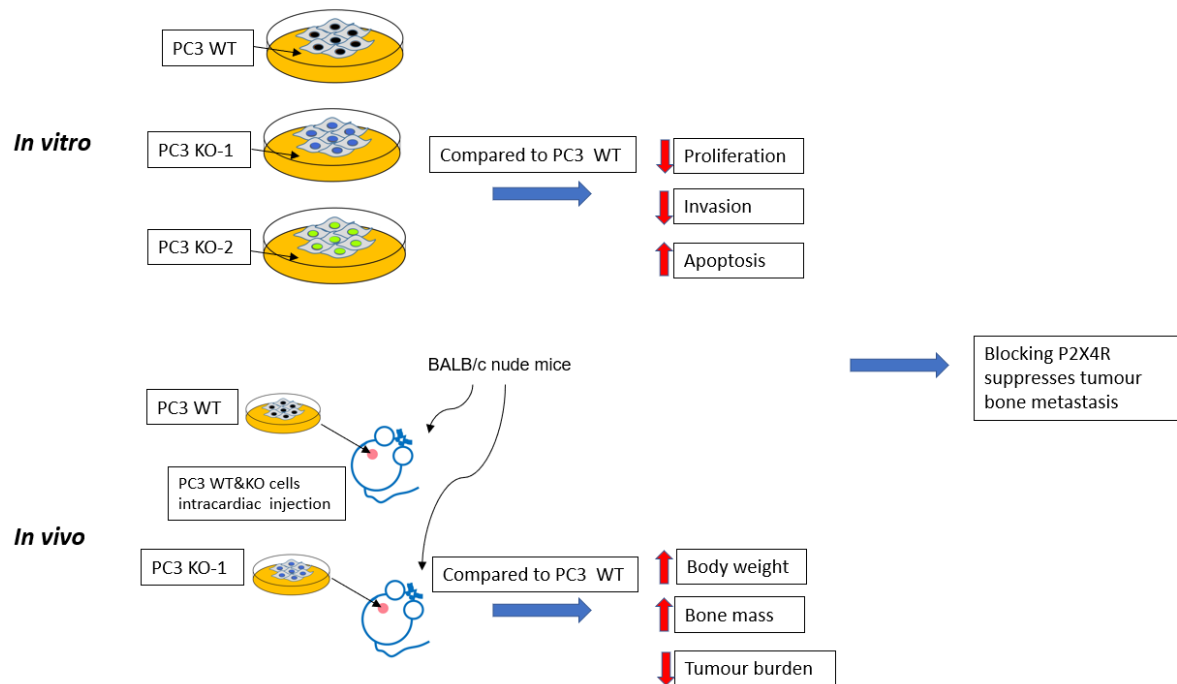 PC3 WT
In vitro
PC3 KO-1
Compared to PC3 WT
Proliferation
Invasion
PC3 KO-2
Apoptosis
BALB/c nude mice
Blocking P2X4R
suppresses tumour
bone metastasis
PC3 WT
PC3 WT&KO cells
intracardiac injection
In vivo
PC3 KO-1
Compared to PC3 WT
Body weight
Bone mass
Tumour burden